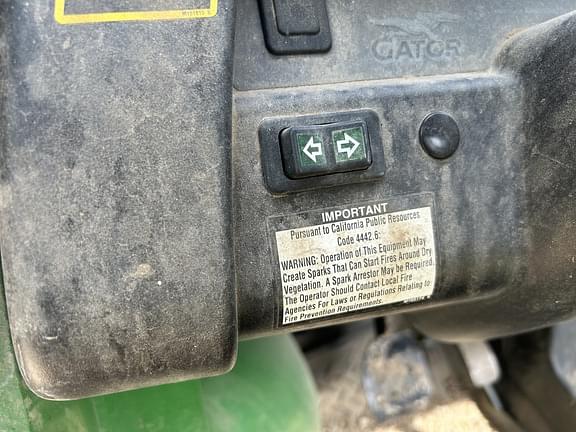 GATOR
IMPORTANT
Pursuant to California Public Resources
Code 4442.6:
WARNING: Operation of This Equipment May
Create Sparks That Can Start Fires Around Dry
Vegetation. A Spark Arrestor May be Required.
The Operator Should Contact Local Fire
Agencies For Laws or Regulations Relating to
Fire Prevention Requirements.